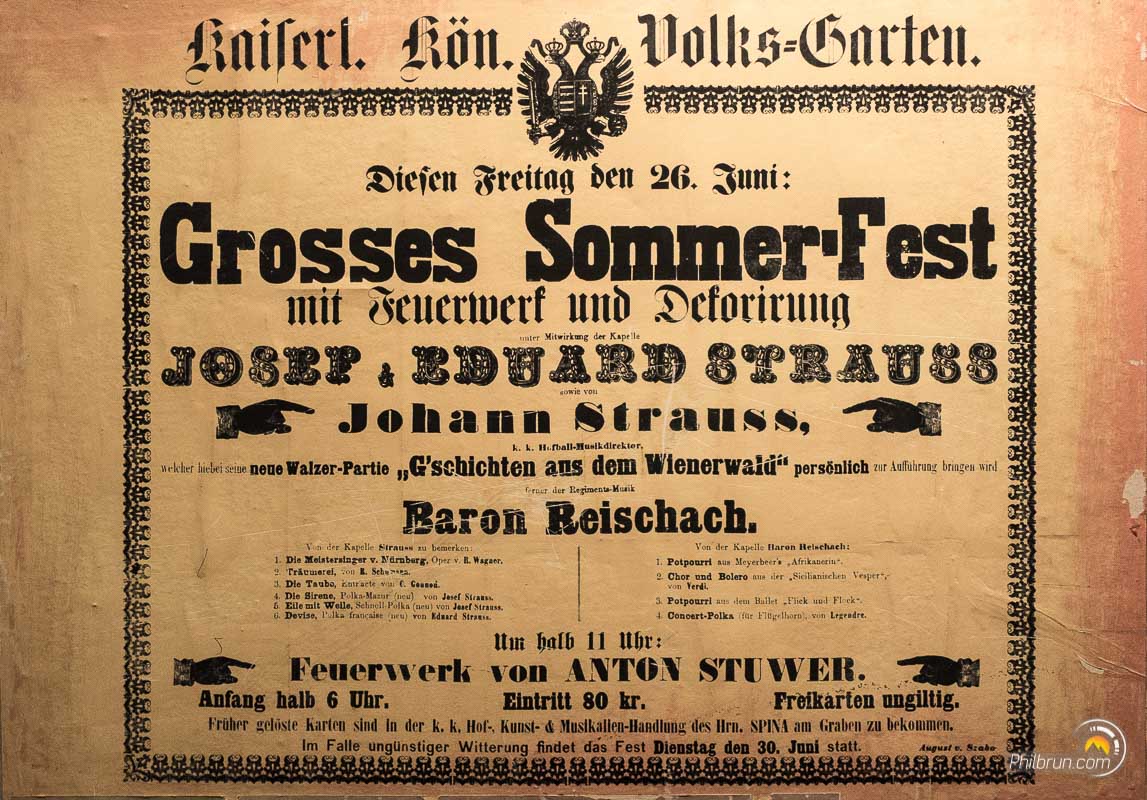 Kaiserl. Kön. Volks=Garten.
Diesen Freitag den 26. Juni:
Grosses Sommer-Fest
mit Feuerwerk und Dekorirung
unter Mitwirkung der Kapelle
JOSEF & EDUARD STRAUSS
sowie von
Johann Strauss,
k. k. Hofball-Musikdirektor,
welcher hiebei seine neue Walzer-Partie „G'schichten aus dem Wienerwald" persönlich zur Aufführung bringen wird
ferner der Regiments-Musik
Baron Reischach.
Von der Kapelle Strauss zu bemerken:
1. Die Meistersinger v. Nürnberg, Oper v. R. Wagner.
2. Träumerei, von R. Schumann.
3. Die Taube, Entr'acte von C. Gounod.
4. Die Sirene, Polka-Mazur (neu) von Josef Strauss.
5. Eile mit Weile, Schnell-Polka (neu) von Josef Strauss.
6. Devise, Polka française (neu) von Eduard Strauss.
Von der Kapelle Baron Reischach:
1. Potpourri aus Meyerbeer's „Afrikanerin".
2. Chor und Bolero aus der „Sicilianischen Vesper",
von Verdi.
3. Potpourri aus dem Ballet „Flick und Flock".
4. Concert-Polka (für Flügelhorn), von Legendre.
Um halb 11 Uhr:
Feuerwerk von ANTON STUWER.
Anfang halb 6 Uhr. Eintritt 80 kr. Freikarten ungiltig.
Früher gelöste Karten sind in der k. k. Hof-, Kunst- & Musikalien-Handlung des Hrn. SPINA am Graben zu bekommen.
Im Falle ungünstiger Witterung findet das Fest Dienstag den 30. Juni statt.
August v. Szabo
Philbrun.com